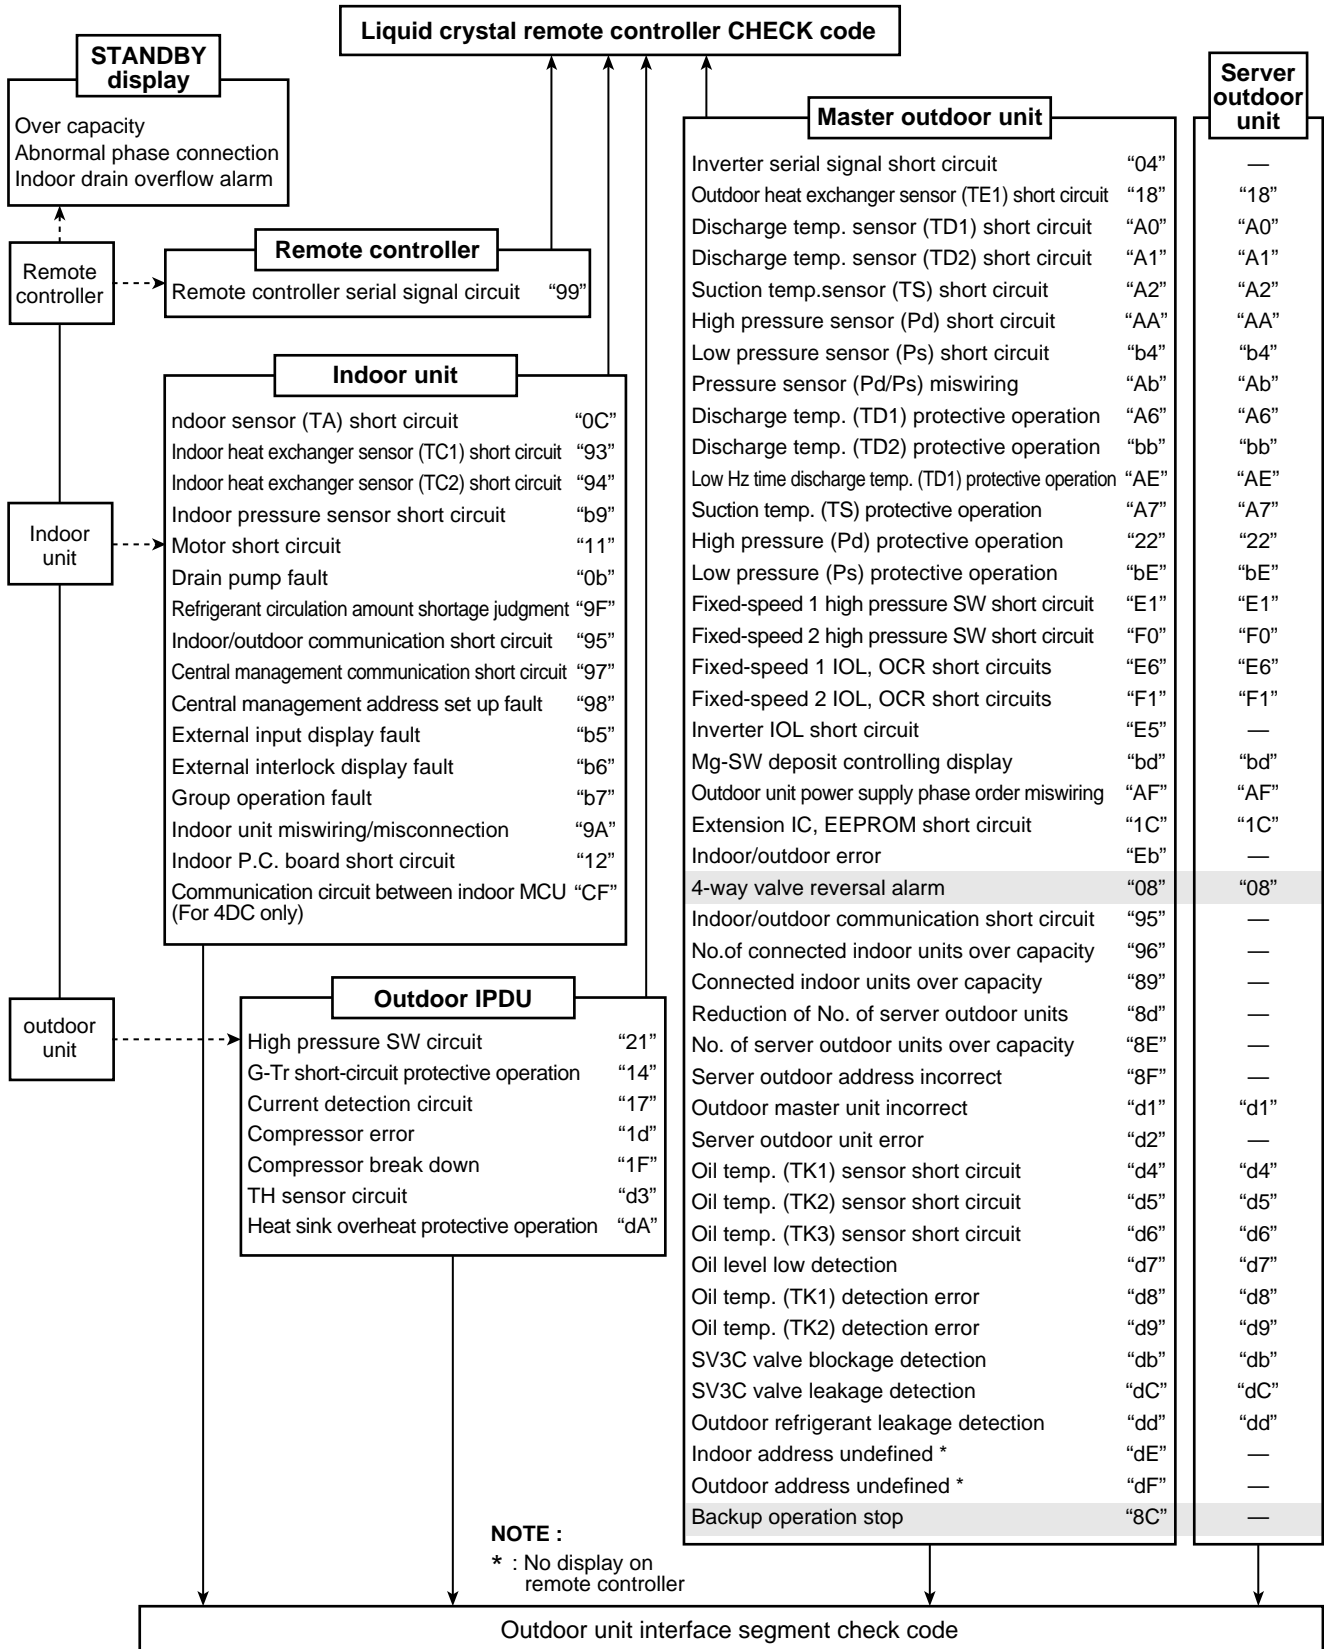 Liquid crystal remote controller CHECK code
STANDBY
display
Over capacity
Abnormal phase connection
Indoor drain overflow alarm
Remote
controller
Remote controller
Remote controller serial signal circuit “99”
Indoor
unit
Indoor unit
ndoor sensor (TA) short circuit “0C”
Indoor heat exchanger sensor (TC1) short circuit “93”
Indoor heat exchanger sensor (TC2) short circuit “94”
Indoor pressure sensor short circuit “b9”
Motor short circuit “11”
Drain pump fault “0b”
Refrigerant circulation amount shortage judgment “9F”
Indoor/outdoor communication short circuit “95”
Central management communication short circuit “97”
Central management address set up fault “98”
External input display fault “b5”
External interlock display fault “b6”
Group operation fault “b7”
Indoor unit miswiring/misconnection “9A”
Indoor P.C. board short circuit “12”
Communication circuit between indoor MCU “CF”
(For 4DC only)
outdoor
unit
Outdoor IPDU
High pressure SW circuit “21”
G-Tr short-circuit protective operation “14”
Current detection circuit “17”
Compressor error “1d”
Compressor break down “1F”
TH sensor circuit “d3”
Heat sink overheat protective operation “dA”
Master outdoor unit
Server
outdoor
unit
Inverter serial signal short circuit “04” —
Outdoor heat exchanger sensor (TE1) short circuit “18” “18”
Discharge temp. sensor (TD1) short circuit “A0” “A0”
Discharge temp. sensor (TD2) short circuit “A1” “A1”
Suction temp.sensor (TS) short circuit “A2” “A2”
High pressure sensor (Pd) short circuit “AA” “AA”
Low pressure sensor (Ps) short circuit “b4” “b4”
Pressure sensor (Pd/Ps) miswiring “Ab” “Ab”
Discharge temp. (TD1) protective operation “A6” “A6”
Discharge temp. (TD2) protective operation “bb” “bb”
Low Hz time discharge temp. (TD1) protective operation “AE” “AE”
Suction temp. (TS) protective operation “A7” “A7”
High pressure (Pd) protective operation “22” “22”
Low pressure (Ps) protective operation “bE” “bE”
Fixed-speed 1 high pressure SW short circuit “E1” “E1”
Fixed-speed 2 high pressure SW short circuit “F0” “F0”
Fixed-speed 1 IOL, OCR short circuits “E6” “E6”
Fixed-speed 2 IOL, OCR short circuits “F1” “F1”
Inverter IOL short circuit “E5” —
Mg-SW deposit controlling display “bd” “bd”
Outdoor unit power supply phase order miswiring “AF” “AF”
Extension IC, EEPROM short circuit “1C” “1C”
Indoor/outdoor error “Eb” —
4-way valve reversal alarm “08” “08”
Indoor/outdoor communication short circuit “95” —
No.of connected indoor units over capacity “96” —
Connected indoor units over capacity “89” —
Reduction of No. of server outdoor units “8d” —
No. of server outdoor units over capacity “8E” —
Server outdoor address incorrect “8F” —
Outdoor master unit incorrect “d1” “d1”
Server outdoor unit error “d2” —
Oil temp. (TK1) sensor short circuit “d4” “d4”
Oil temp. (TK2) sensor short circuit “d5” “d5”
Oil temp. (TK3) sensor short circuit “d6” “d6”
Oil level low detection “d7” “d7”
Oil temp. (TK1) detection error “d8” “d8”
Oil temp. (TK2) detection error “d9” “d9”
SV3C valve blockage detection “db” “db”
SV3C valve leakage detection “dC” “dC”
Outdoor refrigerant leakage detection “dd” “dd”
Indoor address undefined * “dE” —
Outdoor address undefined * “dF” —
Backup operation stop “8C” —
NOTE :
* : No display on
remote controller
Outdoor unit interface segment check code